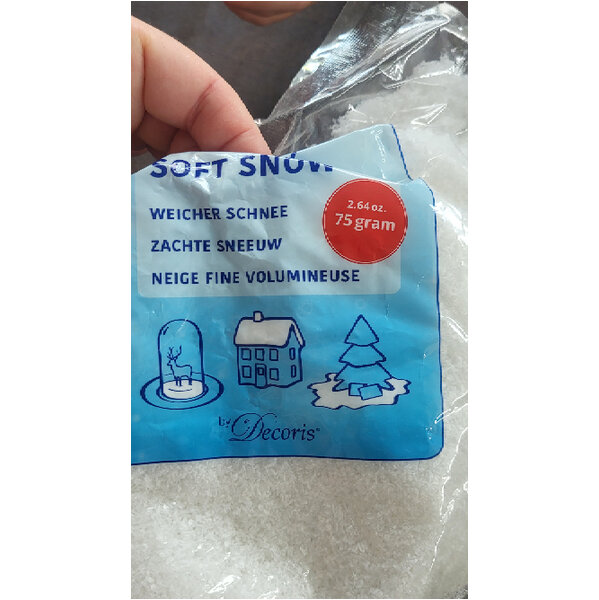 SOFT SNOW
WEICHER SCHNEE
ZACHTE SNEEUW
NEIGE FINE VOLUMINEUSE
2.64 oz.
75 gram
by Decoris®